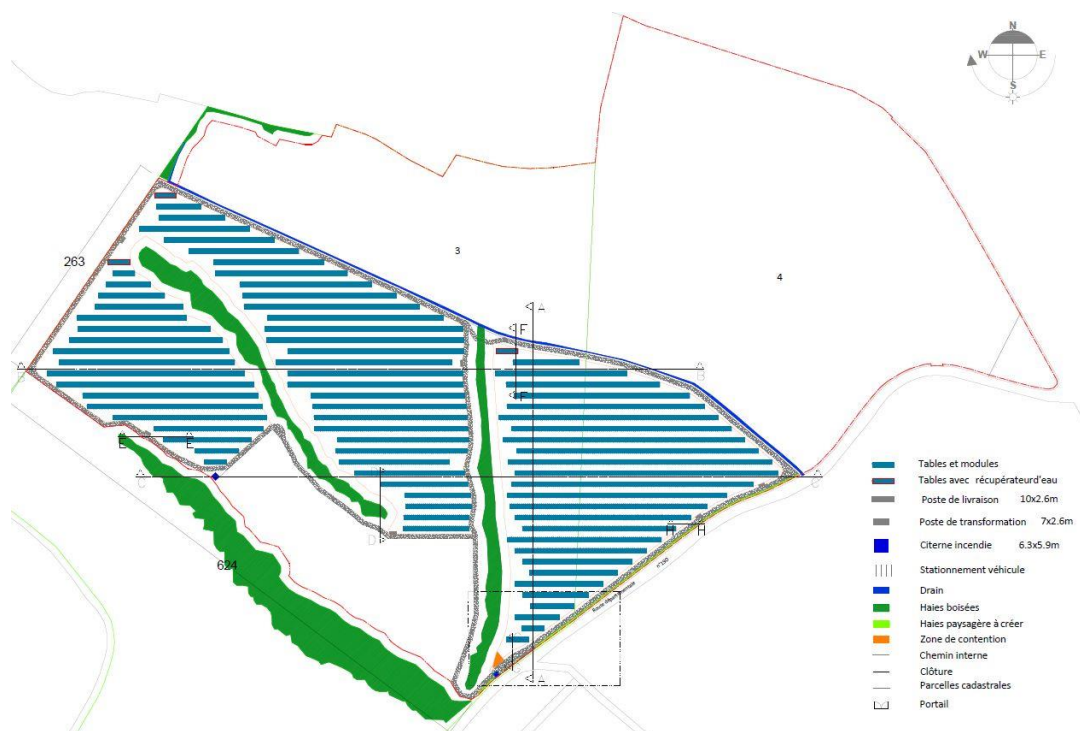 N
W E
S
3
4
263
A
F
B B
F
E E
C C
D
D
H H
624
n°190
A
Tables et modules
Tables avec récupérateurd'eau
Poste de livraison 10x2.6m
Poste de transformation 7x2.6m
Citerne incendie 6.3x5.9m
Stationnement véhicule
Drain
Haies boisées
Haies paysagère à créer
Zone de contention
Chemin interne
Clôture
Parcelles cadastrales
Portail